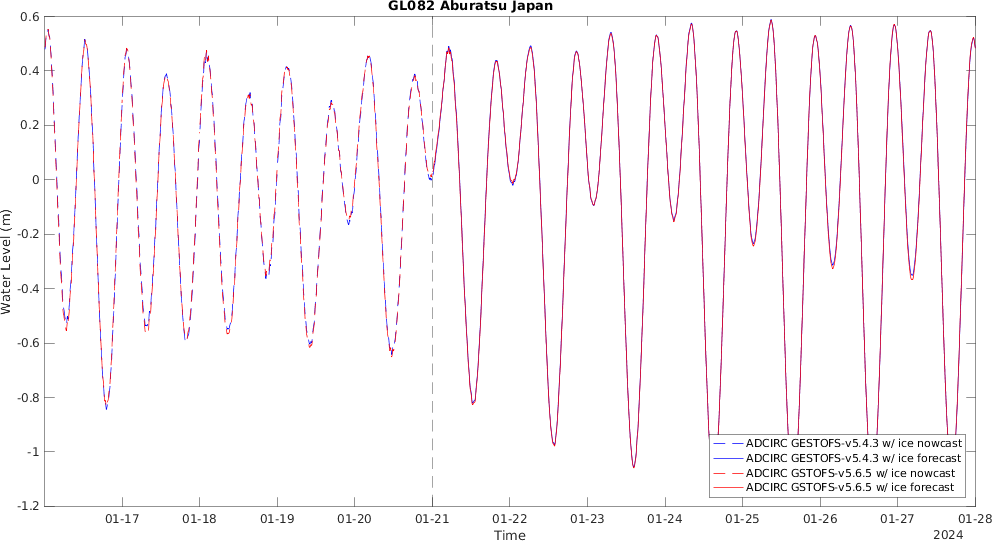 GL082 Aburatsu Japan
0.6
0.4
0.2
0
-0.2
-0.4
-0.6
-0.8
-1
-1.2
Water Level (m)
ADCIRC GESTOFS-v5.4.3 w/ ice nowcast
ADCIRC GESTOFS-v5.4.3 w/ ice forecast
ADCIRC GSTOFS-v5.6.5 w/ ice nowcast
ADCIRC GSTOFS-v5.6.5 w/ ice forecast
01-17 01-18 01-19 01-20 01-21 01-22 01-23 01-24 01-25 01-26 01-27 01-28
Time
2024